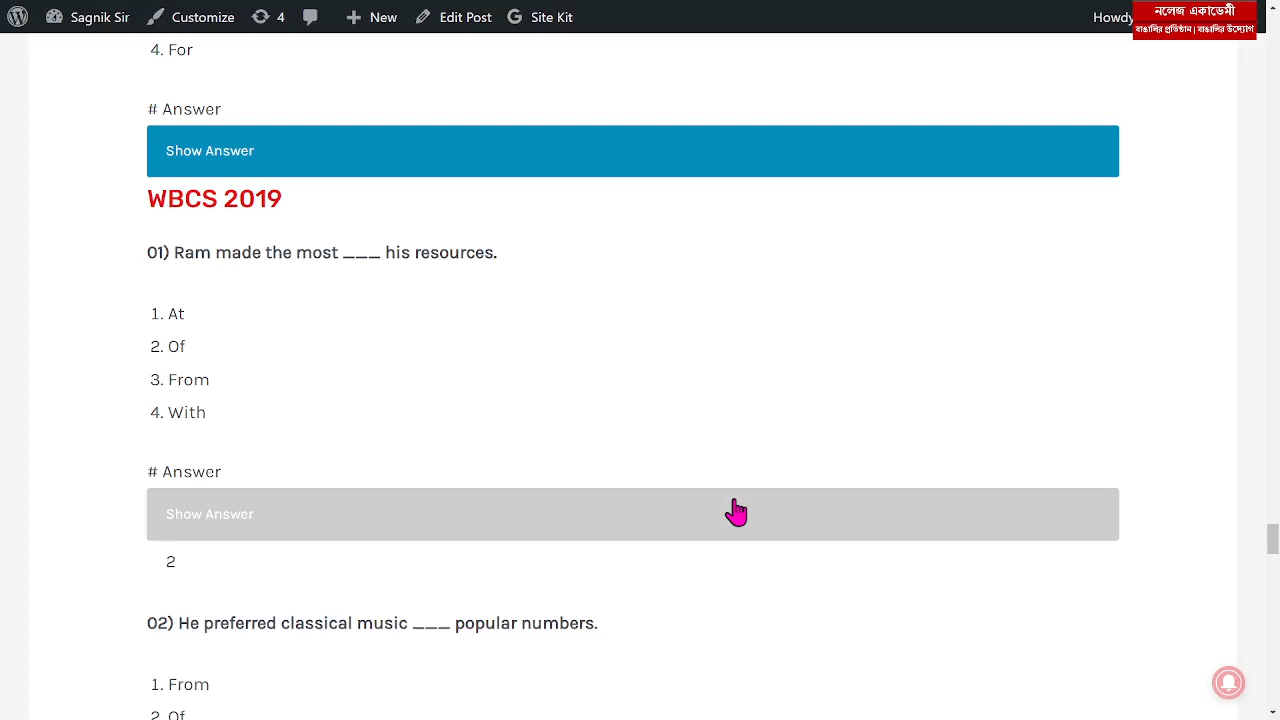 Sagnik Sir Customize 4 New Edit Post Site Kit Howdy
নলেজ একাডেমী
বাঙালির প্রতিষ্ঠান | বাঙালির উদ্যোগ
4. For
# Answer
Show Answer
WBCS 2019
01) Ram made the most ___ his resources.
1. At
2. Of
3. From
4. With
# Answer
Show Answer
2
02) He preferred classical music ___ popular numbers.
1. From
2. Of